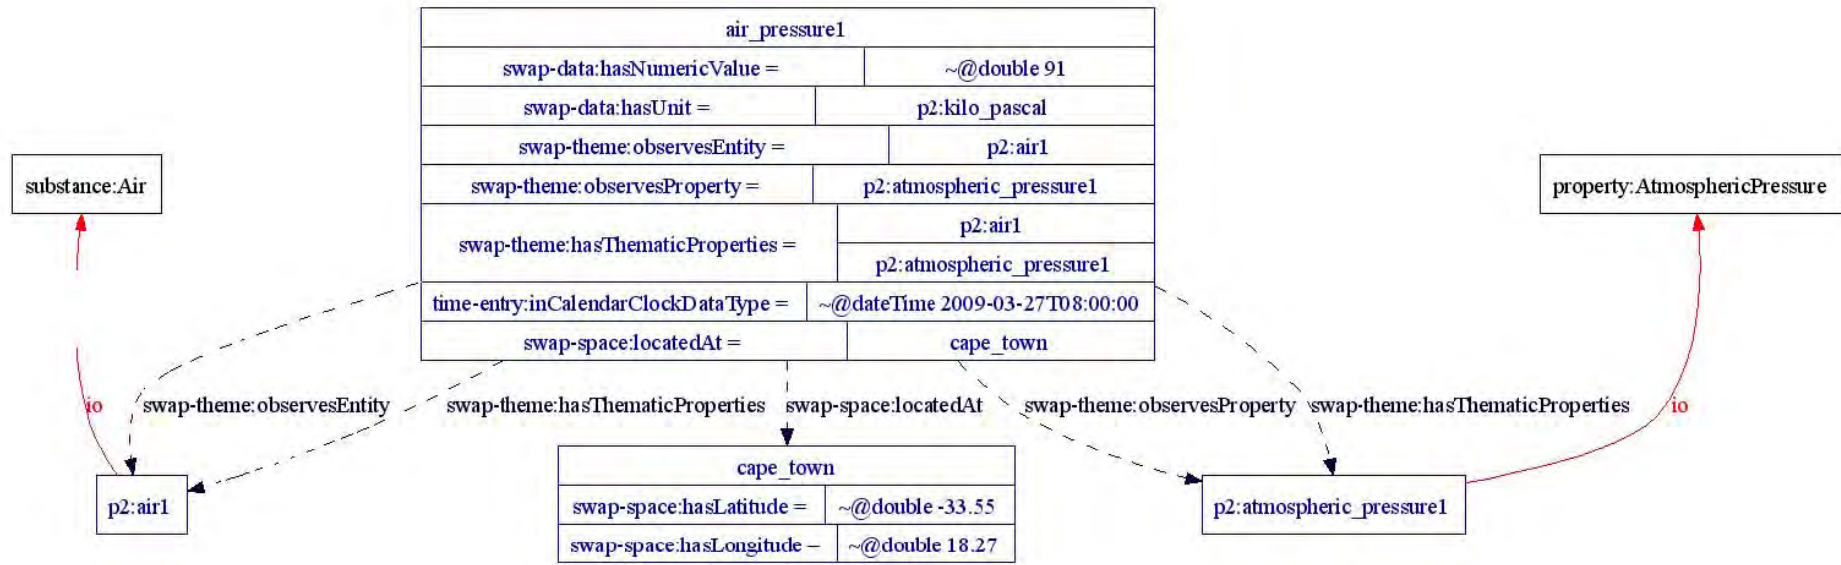 air_pressure1
swap-data:hasNumericValue = ~@double 91
swap-data:hasUnit = p2:kilo_pascal
swap-theme:observesEntity = p2:air1
substance:Air
swap-theme:observesProperty = p2:atmospheric_pressure1
property:AtmosphericPressure
swap-theme:hasThematicProperties =
p2:air1
p2:atmospheric_pressure1
time-entry:inCalendarClockDataType = ~@dateTime 2009-03-27T08:00:00
swap-space:locatedAt = cape_town
io
swap-theme:observesEntity
swap-theme:hasThematicProperties
swap-space:locatedAt
swap-theme:observesProperty
swap-theme:hasThematicProperties
io
cape_town
p2:air1
swap-space:hasLatitude = ~@double -33.55
p2:atmospheric_pressure1
swap-space:hasLongitude – ~@double 18.27